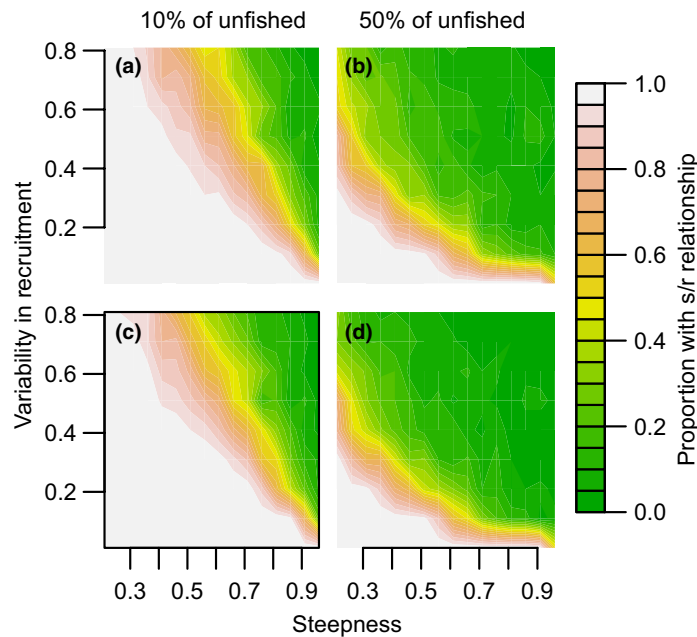 10% of unfished
50% of unfished
(a)
(b)
(c)
(d)
0.8
0.6
0.4
0.2
0.8
0.6
0.4
0.2
Variability in recruitment
0.3
0.5
0.7
0.9
0.3
0.5
0.7
0.9
Steepness
1.0
0.8
0.6
0.4
0.2
0.0
Proportion with s/r relationship